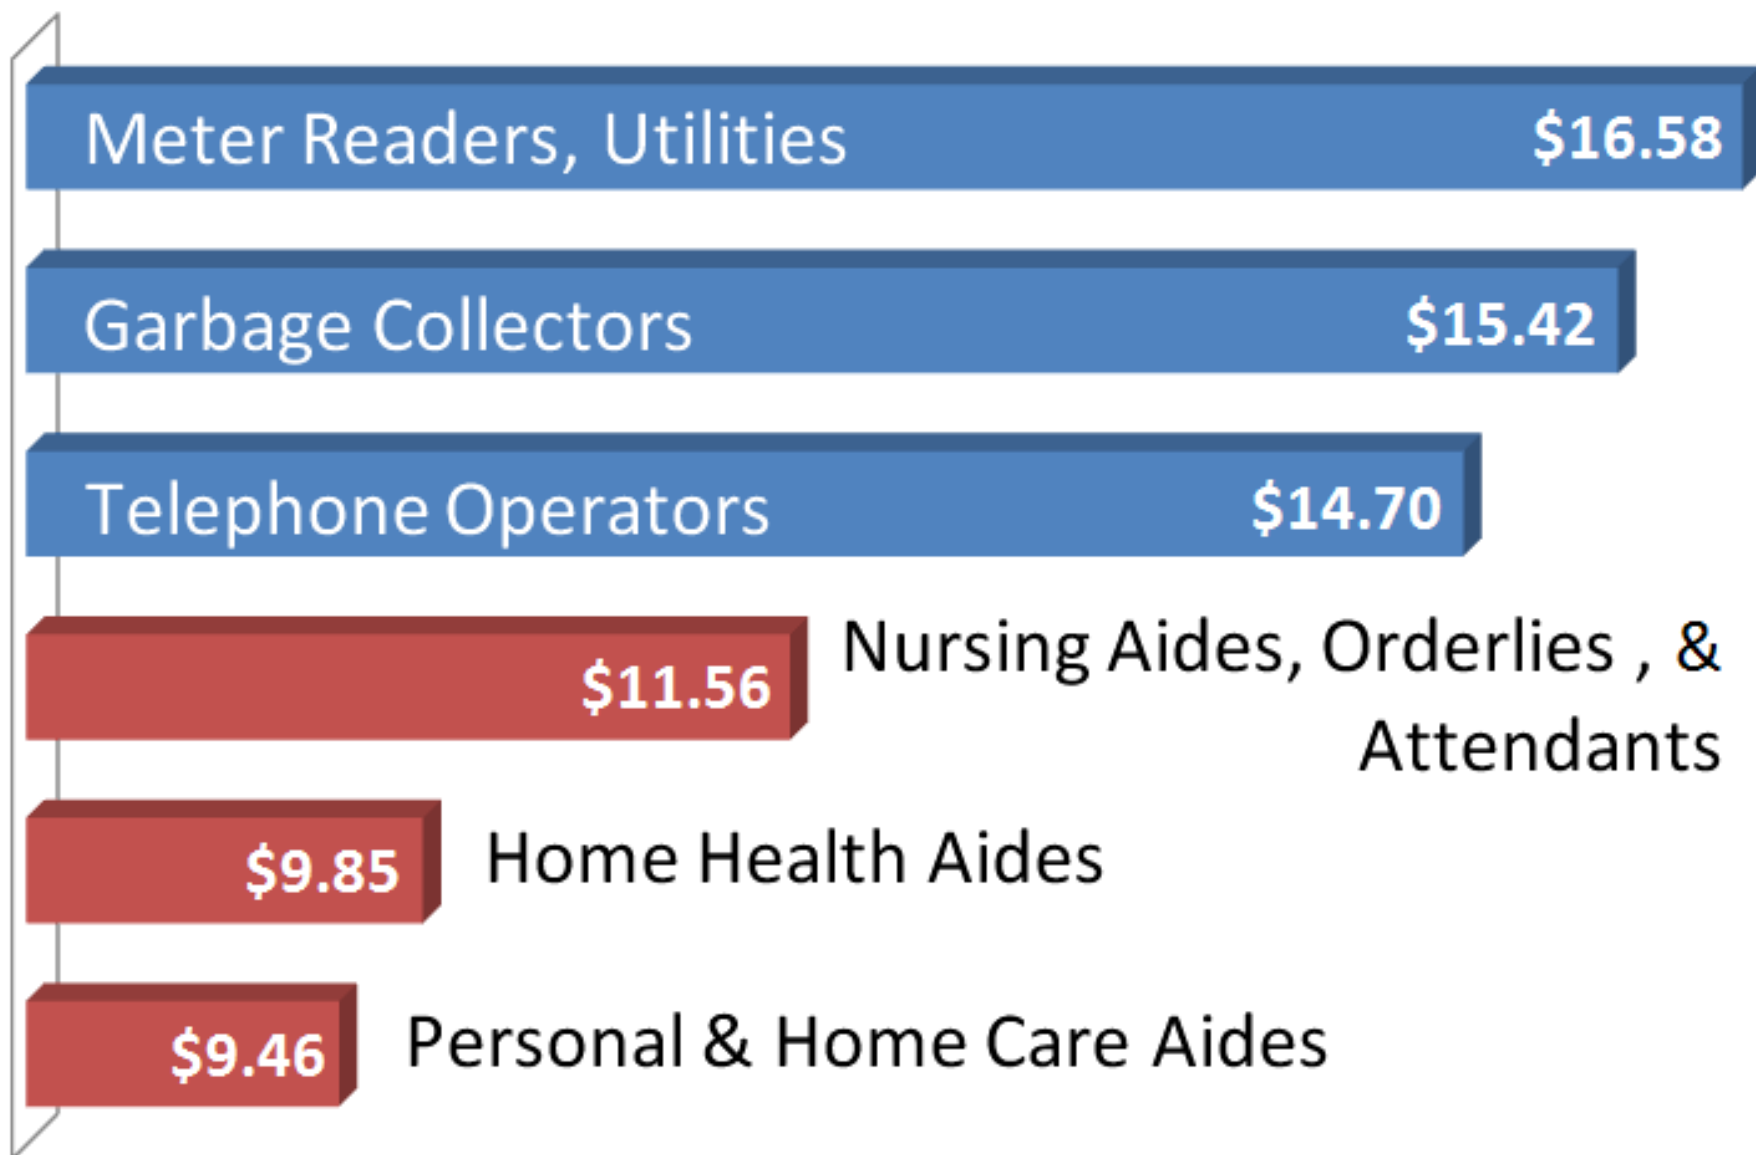 Meter Readers, Utilities $16.58
Garbage Collectors $15.42
Telephone Operators $14.70
$11.56 Nursing Aides, Orderlies , &
Attendants
$9.85 Home Health Aides
$9.46 Personal & Home Care Aides